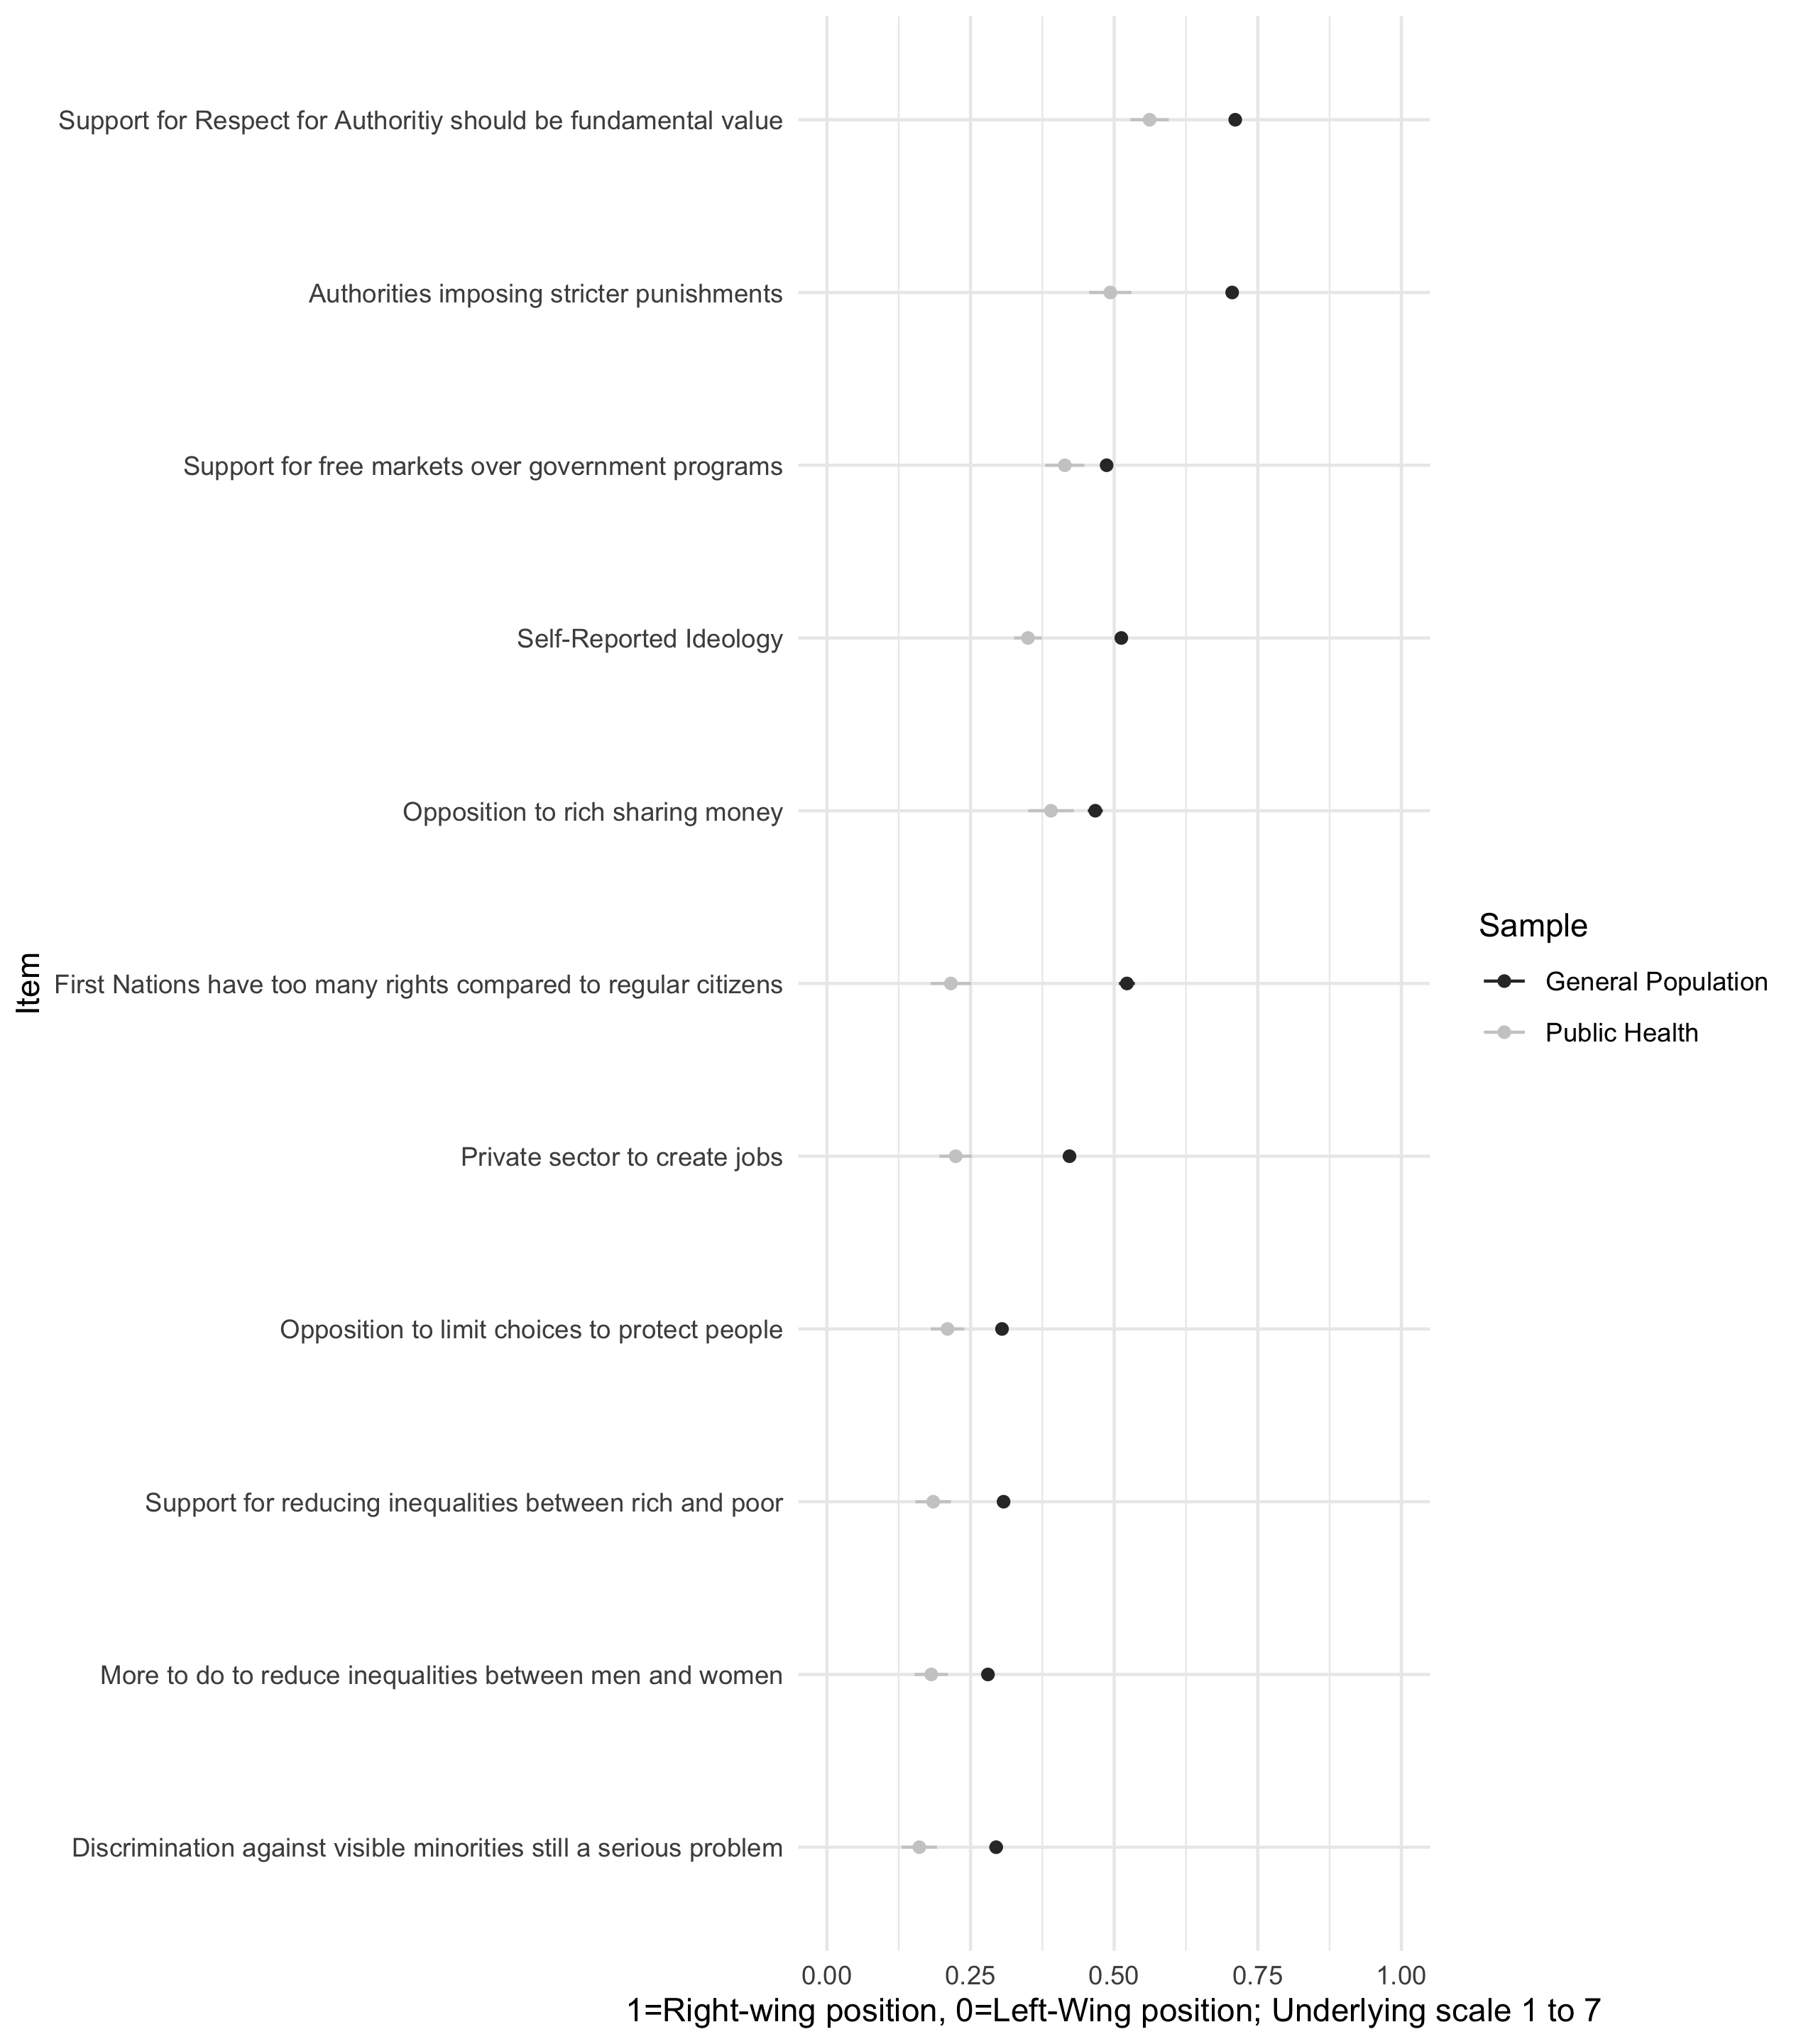 Support for Respect for Authoritiy should be fundamental value
Authorities imposing stricter punishments
Support for free markets over government programs
Self-Reported Ideology
Opposition to rich sharing money
First Nations have too many rights compared to regular citizens
Private sector to create jobs
Opposition to limit choices to protect people
Support for reducing inequalities between rich and poor
More to do to reduce inequalities between men and women
Discrimination against visible minorities still a serious problem
Item
0.00 0.25 0.50 0.75 1.00
1=Right-wing position, 0=Left-Wing position; Underlying scale 1 to 7
Sample
General Population
Public Health